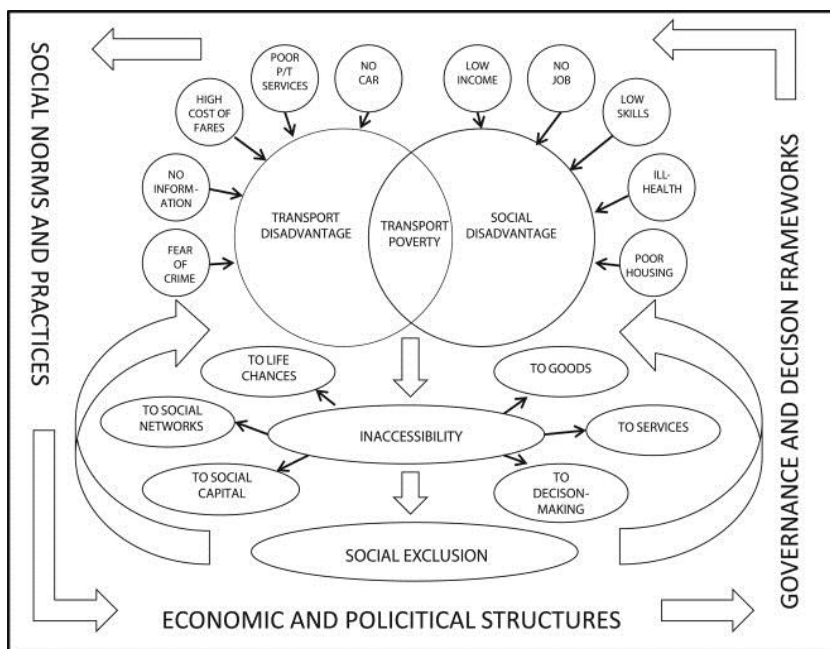 SOCIAL NORMS AND PRACTICES
POOR
P/T
SERVICES
NO
CAR
LOW
INCOME
NO
JOB
HIGH
COST OF
FARES
LOW
SKILLS
NO
INFORM-
ATION
ILL-
HEALTH
FEAR
OF
CRIME
POOR
HOUSING
TRANSPORT
DISADVANTAGE
TRANSPORT
POVERTY
SOCIAL
DISADVANTAGE
GOVERNANCE AND DECISON FRAMEWORKS
TO LIFE
CHANCES
TO GOODS
TO SOCIAL
NETWORKS
INACCESSIBILITY
TO SERVICES
TO SOCIAL
CAPITAL
TO
DECISON-
MAKING
SOCIAL EXCLUSION
ECONOMIC AND POLICITICAL STRUCTURES